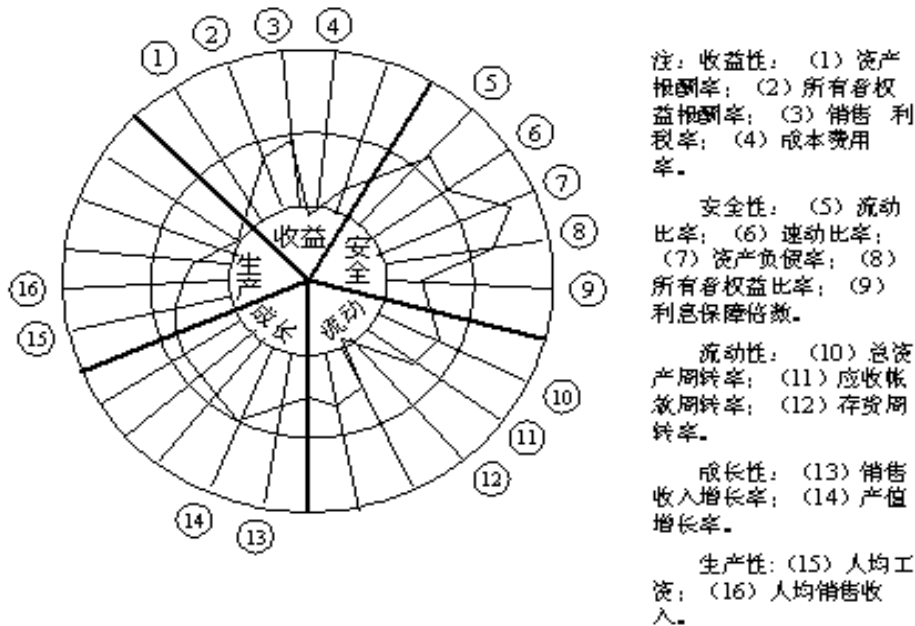 ①
②
③
④
⑤
⑥
⑦
⑧
⑨
⑩
⑪
⑫
⑬
⑭
⑮
⑯
收益
安全
流动
成长
生产
注：收益性：（1）资产
报酬率；（2）所有者权
益报酬率；（3）销售 利
税率；（4）成本费用
率。
安全性：（5）流动
比率；（6）速动比率；
（7）资产负债率；（8）
所有者权益比率；（9）
利息保障倍数。
流动性：（10）总资
产周转率；（11）应收帐
款周转率；（12）存货周
转率。
成长性：（13）销售
收入增长率；（14）产值
增长率。
生产性:（15）人均工
资；（16）人均销售收
入。